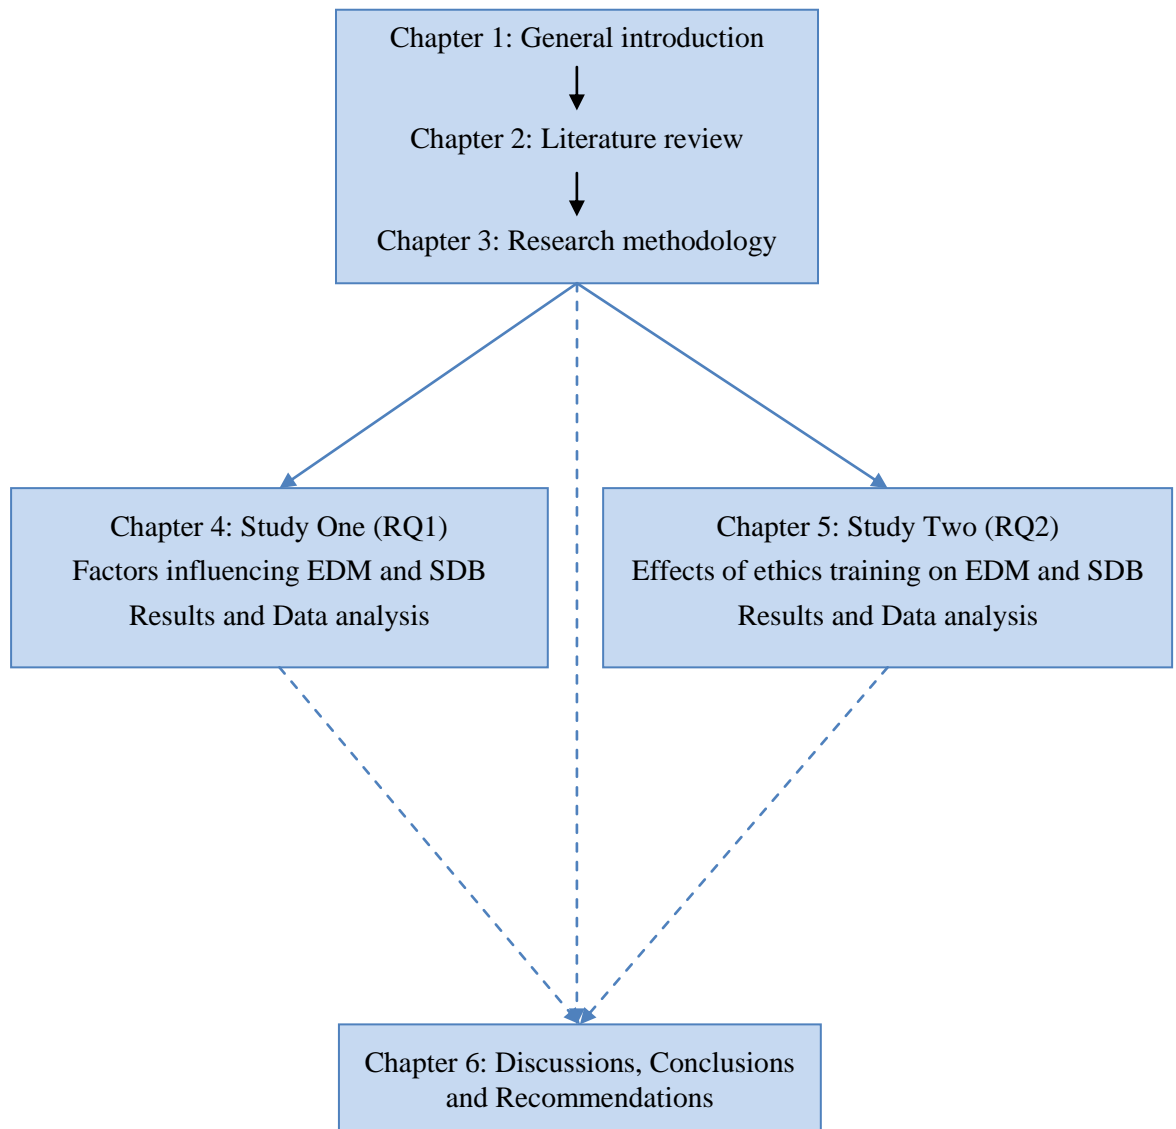 Chapter 1: General introduction
Chapter 2: Literature review
Chapter 3: Research methodology
Chapter 4: Study One (RQ1)
Factors influencing EDM and SDB
Results and Data analysis
Chapter 5: Study Two (RQ2)
Effects of ethics training on EDM and SDB
Results and Data analysis
Chapter 6: Discussions, Conclusions
and Recommendations